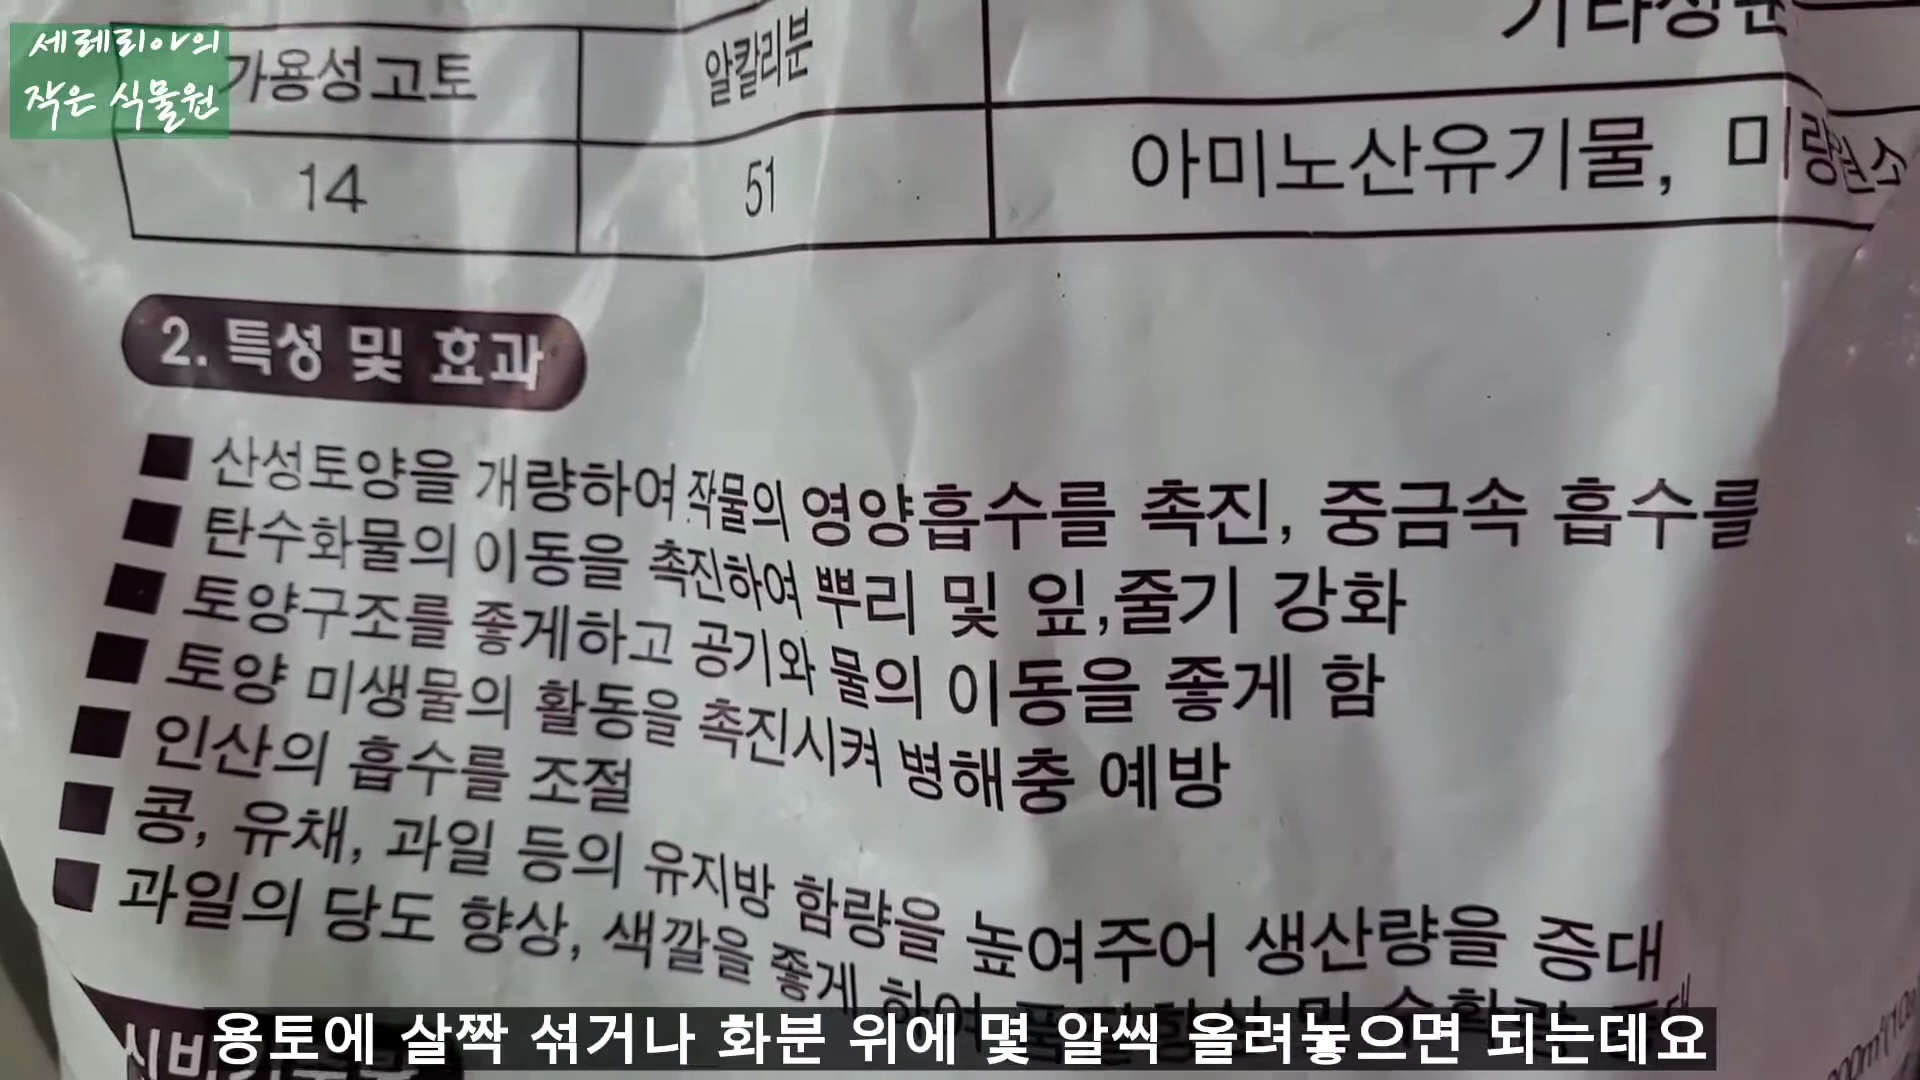 세레리아의
작은 식물원
가용성고토 알칼리분
14 51 아미노산유기물, 미량원소
2. 특성 및 효과
■ 산성토양을 개량하여 작물의 영양흡수를 촉진, 중금속 흡수를
■ 탄수화물의 이동을 촉진하여 뿌리 및 잎,줄기 강화
■ 토양구조를 좋게하고 공기와 물의 이동을 좋게 함
■ 토양 미생물의 활동을 촉진시켜 병해충 예방
■ 인산의 흡수를 조절
■ 콩, 유채, 과일 등의 유지방 함량을 높여주어 생산량을 증대
■ 과일의 당도 향상, 색깔을 좋게
용토에 살짝 섞거나 화분 위에 몇 알씩 올려놓으면 되는데요